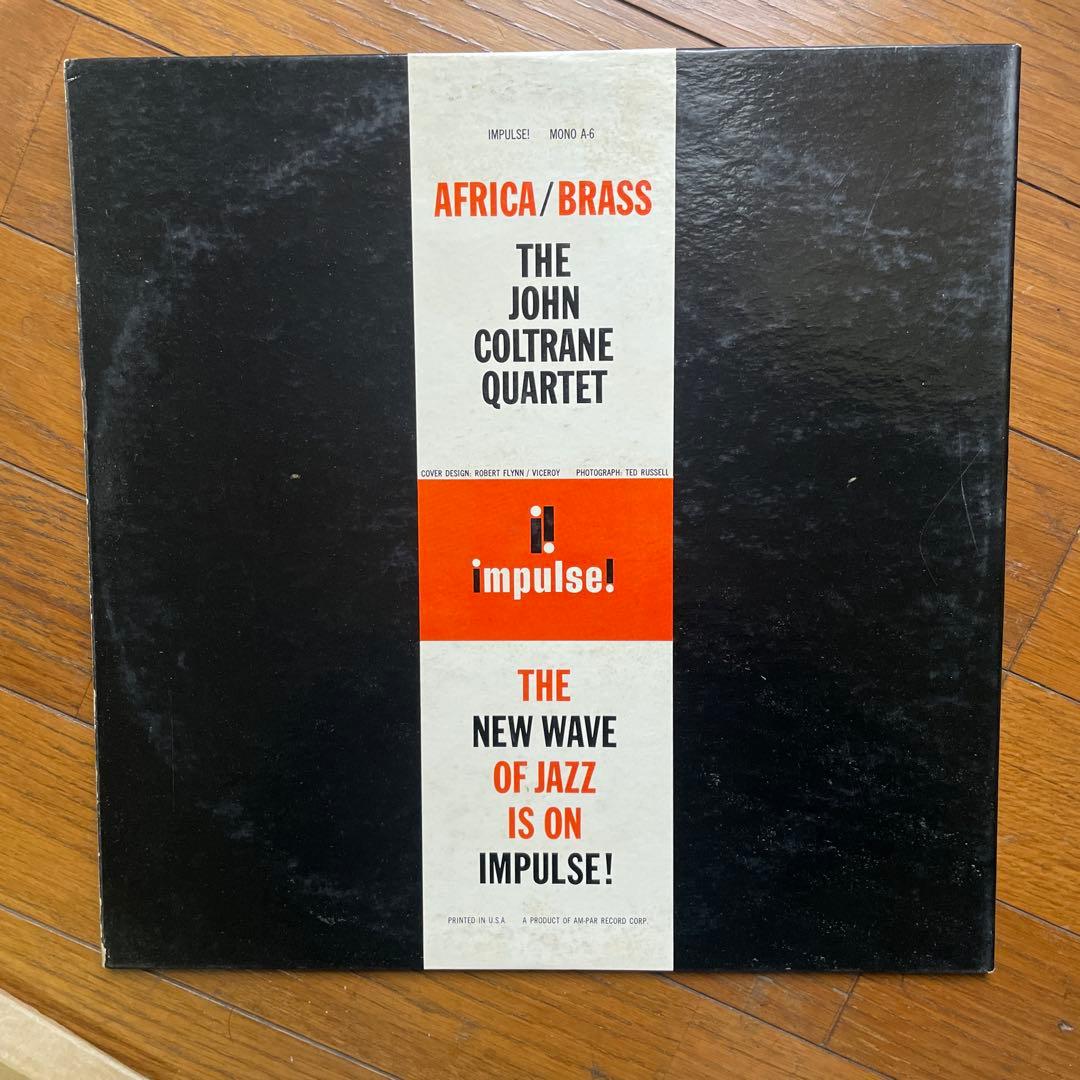 IMPULSE! MONO A-6
AFRICA/BRASS
THE
JOHN
COLTRANE
QUARTET
COVER DESIGN: ROBERT FLYNN / VICEROY PHOTOGRAPH: TED RUSSELL
i!
impulse!
THE
NEW WAVE
OF JAZZ
IS ON
IMPULSE!
PRINTED IN U.S.A. A PRODUCT OF AM-PAR RECORD CORP.